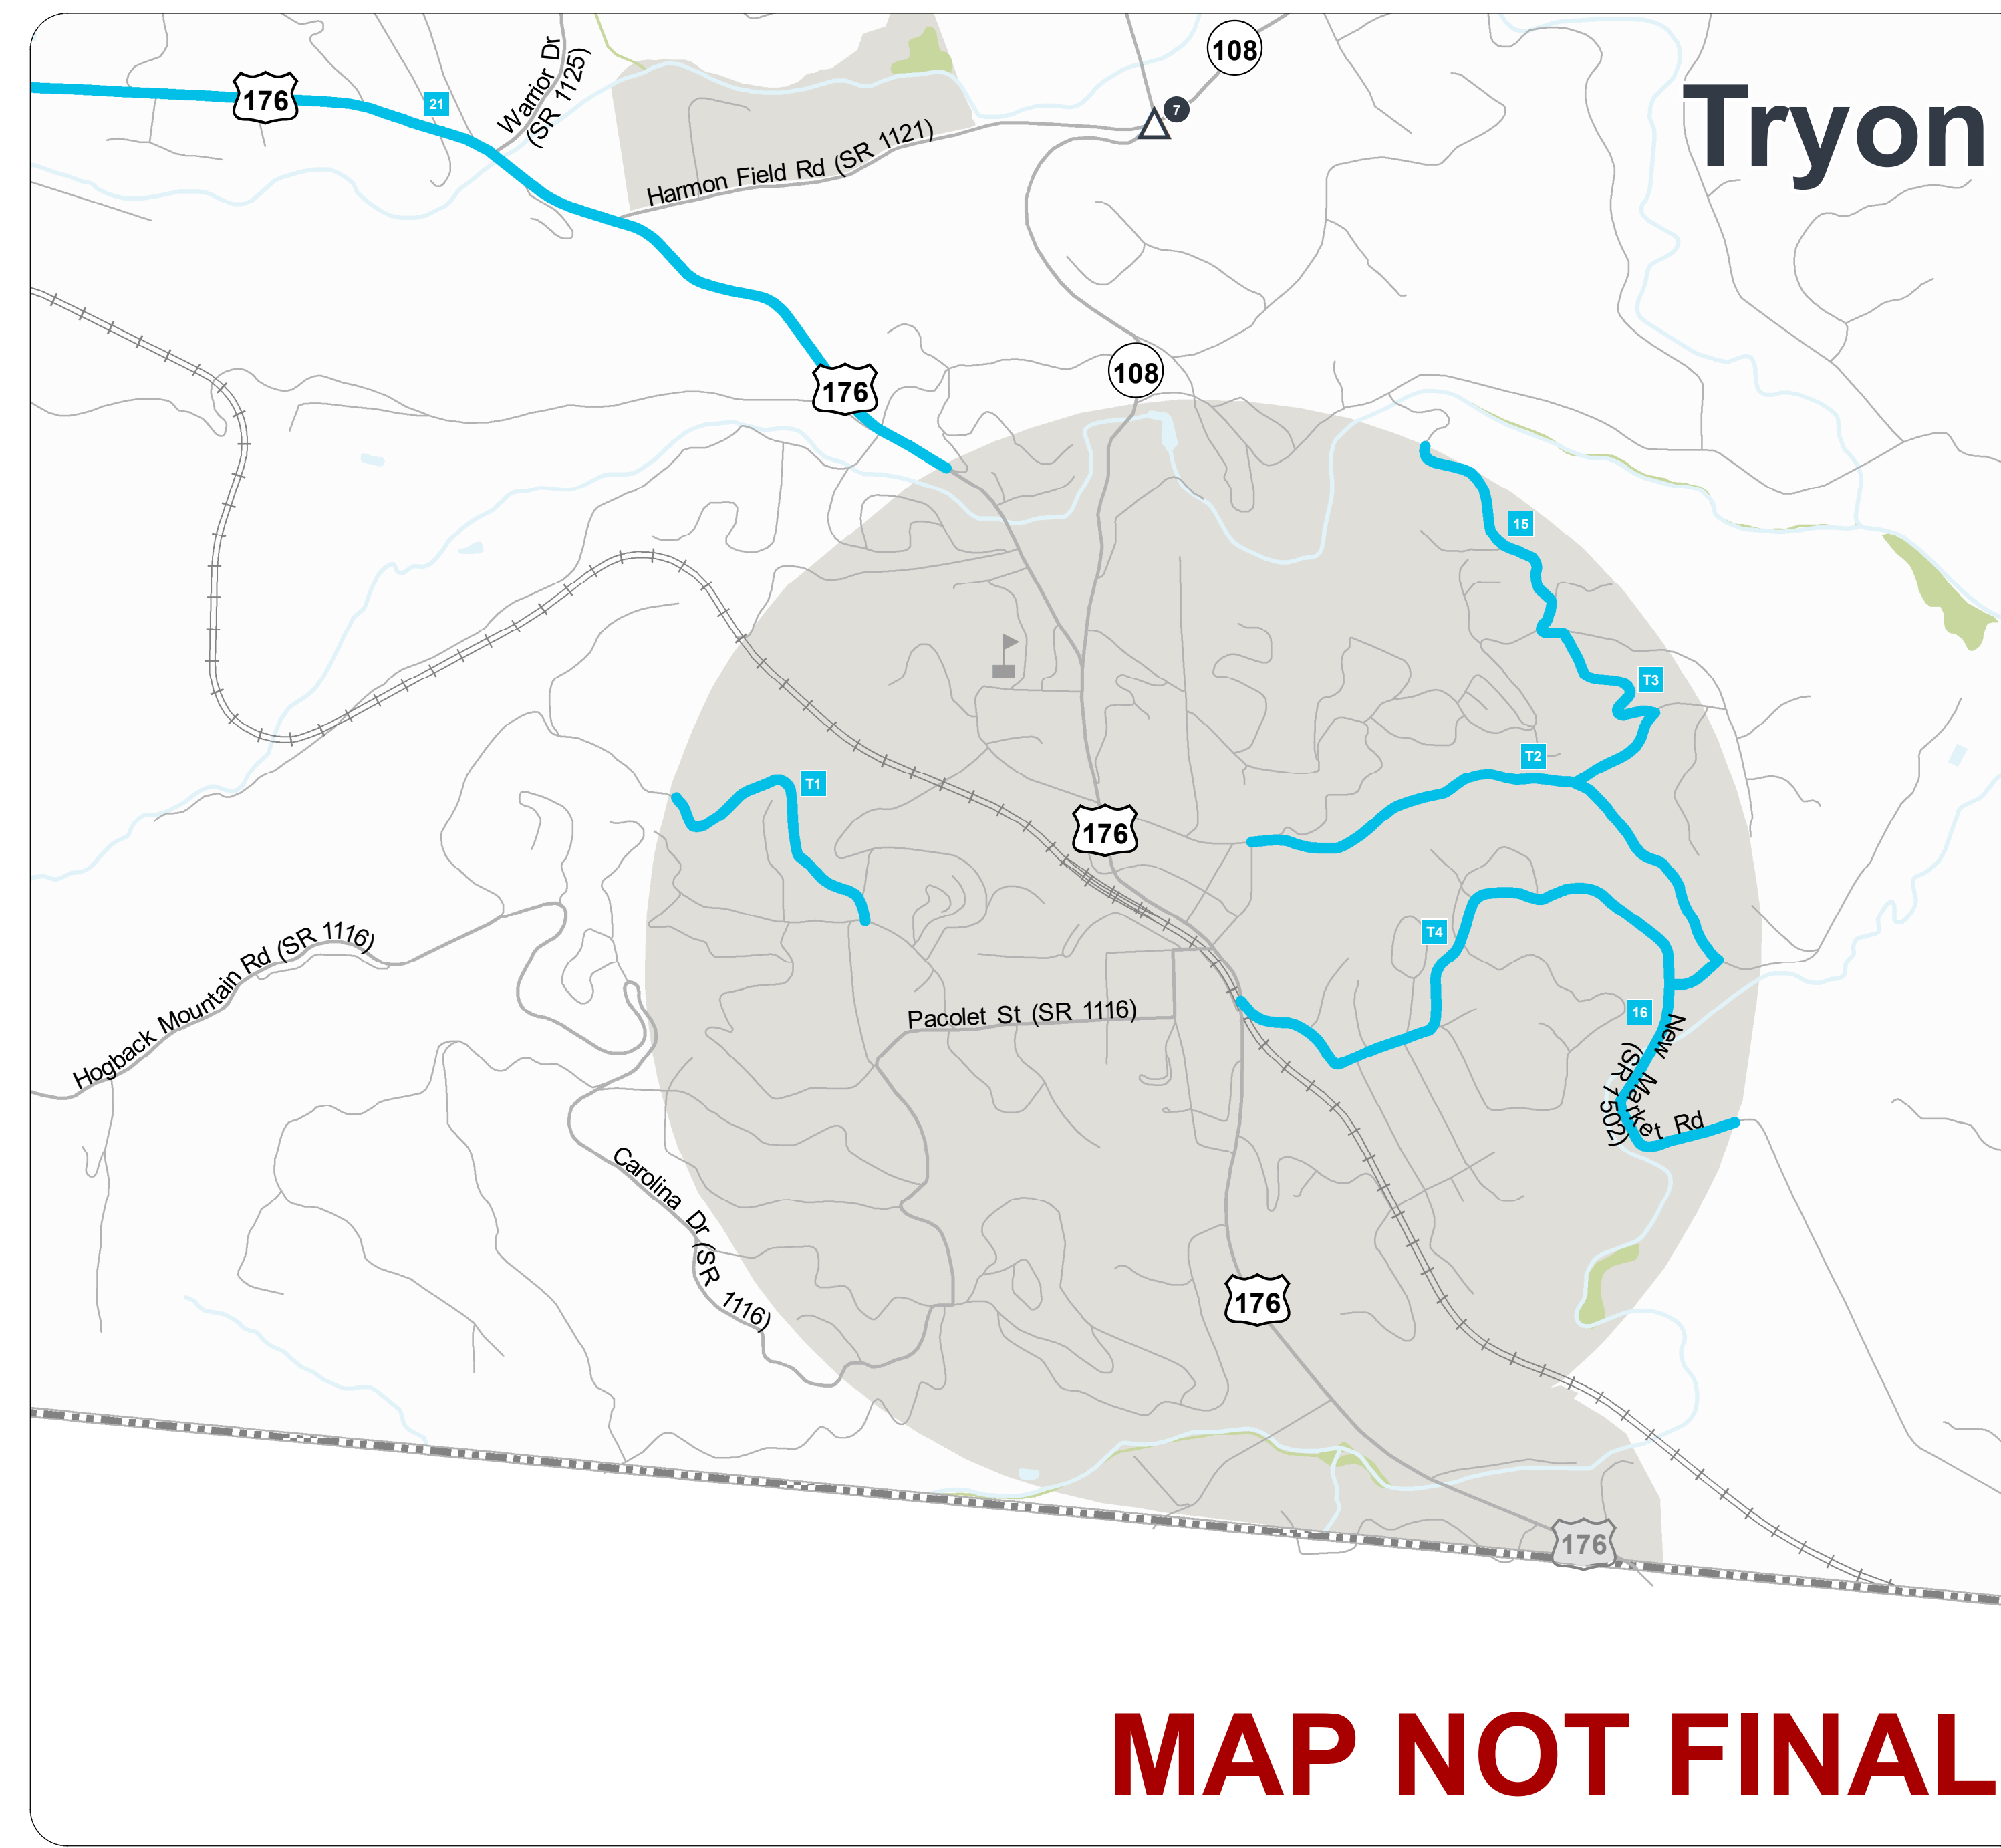 108
Tryon
176
21
Warrior Dr
(SR 1125)
7
Harmon Field Rd (SR 1121)
108
176
15
T3
T2
T1
176
T4
Hogback Mountain Rd (SR 1116)
Pacolet St (SR 1116)
16
New Market Rd
(SR 1502)
Carolina Dr (SR 1116)
176
176
MAP NOT FINAL